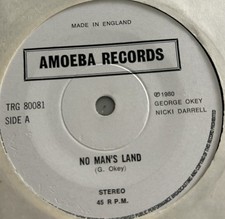 MADE IN ENGLAND
AMOEBA RECORDS
TRG 80081
SIDE A
℗ 1980
GEORGE OKEY
NICKI DARRELL
NO MAN'S LAND
(G. Okey)
STEREO
45 R.P.M.